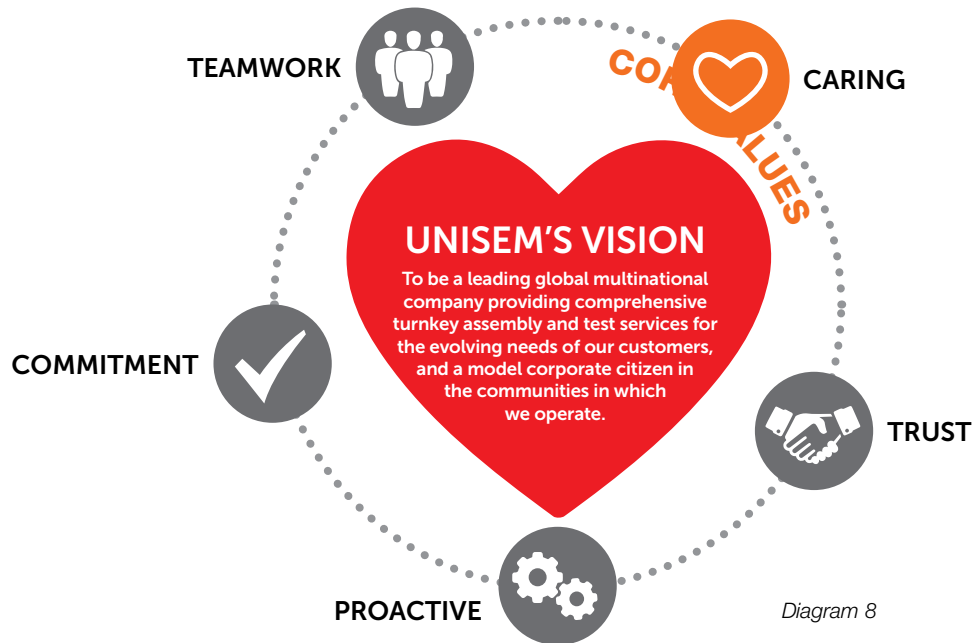 TEAMWORK
COR ALUES
CARING
UNISEM'S VISION
To be a leading global multinational
company providing comprehensive
turnkey assembly and test services for
the evolving needs of our customers,
and a model corporate citizen in
the communities in which
we operate.
COMMITMENT
TRUST
PROACTIVE
Diagram 8